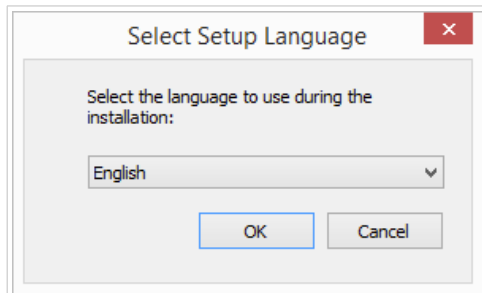 Select Setup Language
Select the language to use during the
installation:
English
OK
Cancel